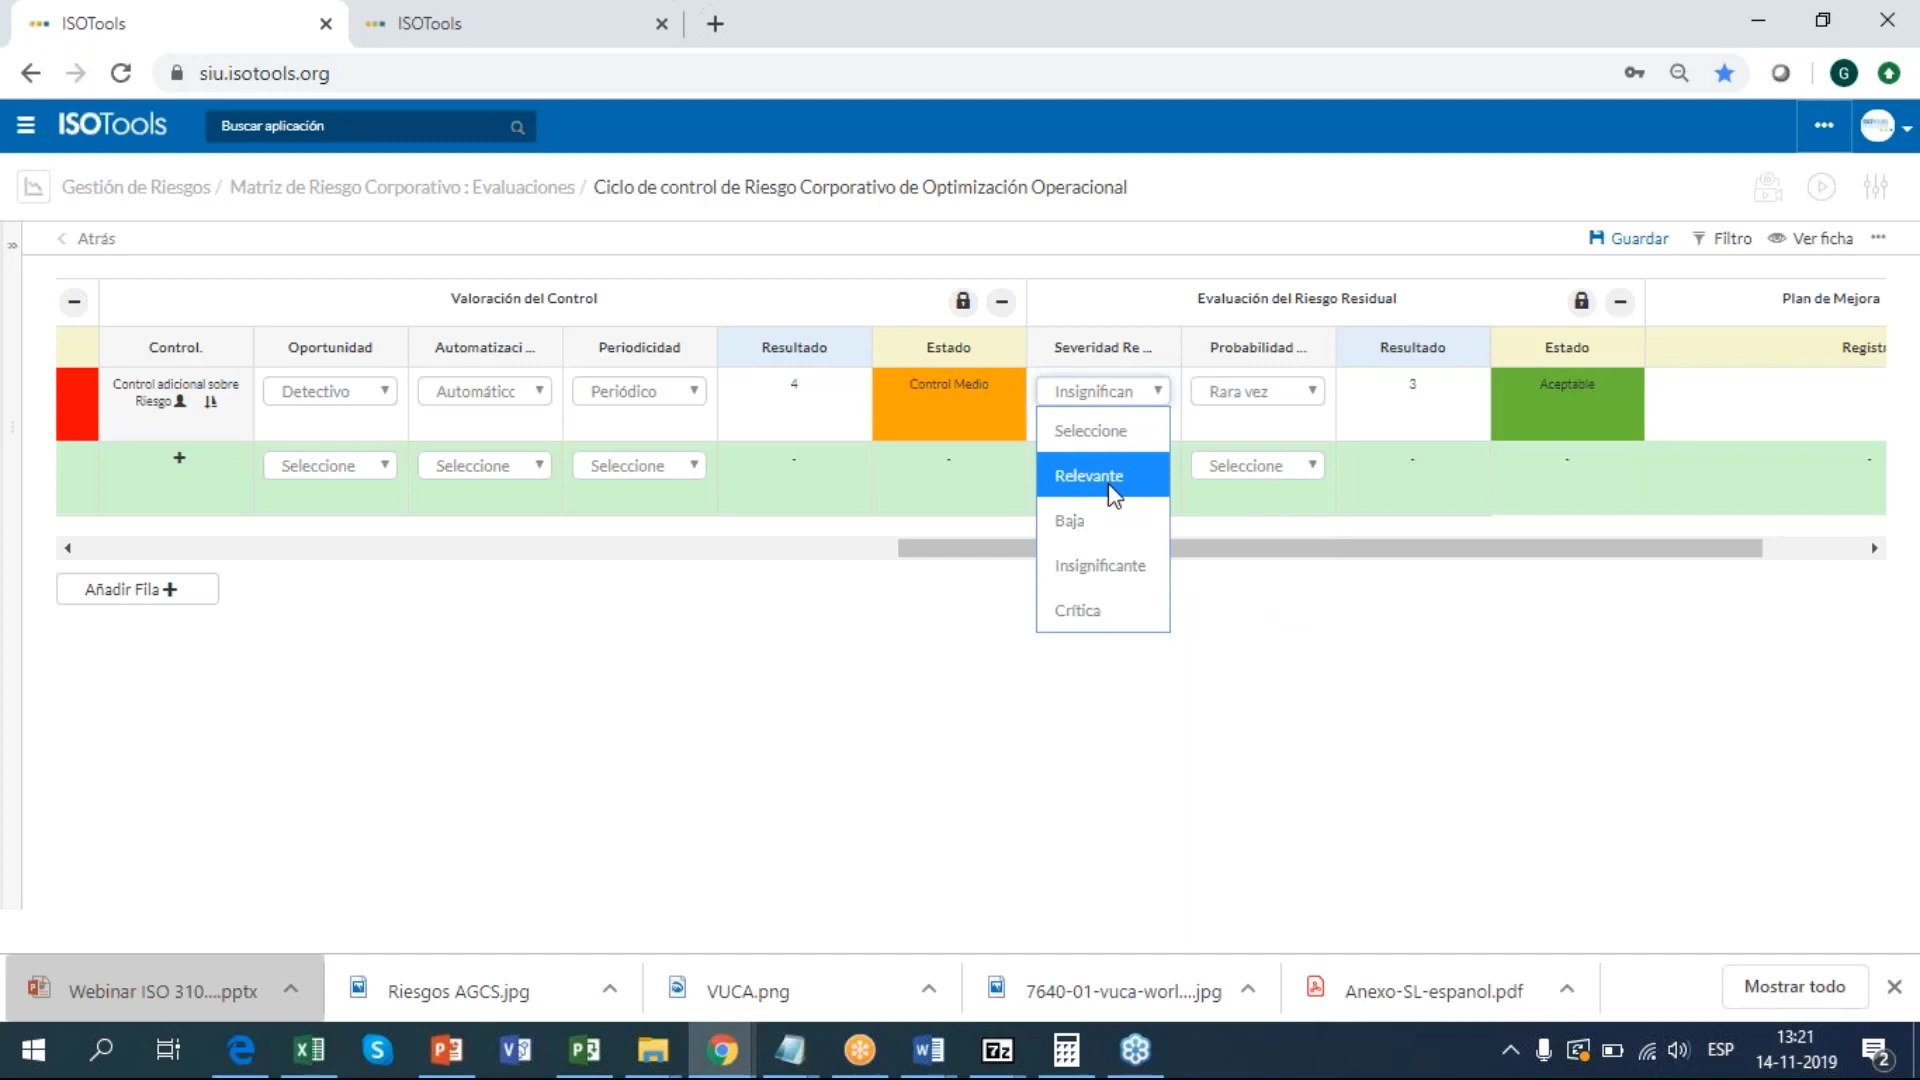 ISOTools
ISOTools
siu.isotools.org
G
ISOTools
Buscar aplicación
Gestión de Riesgos / Matriz de Riesgo Corporativo : Evaluaciones / Ciclo de control de Riesgo Corporativo de Optimización Operacional
Atrás
Guardar
Filtro
Ver ficha
Valoración del Control
Evaluación del Riesgo Residual
Plan de Mejora
Control.
Oportunidad
Automatizaci ...
Periodicidad
Resultado
Estado
Severidad Re ...
Probabilidad ...
Resultado
Estado
Control adicional sobre
Riesgo
Detectivo
Periódico
4
Control Medio
Insignifican
Rara vez
3
Aceptable
+
Seleccione
Seleccione
Seleccione
-
-
Seleccione
-
-
-
Seleccione
Relevante
Baja
Insignificante
Crítica
Añadir Fila +
Webinar ISO 310....pptx
Riesgos AGCS.jpg
VUCA.png
7640-01-vuca-worl....jpg
Anexo-SL-espanol.pdf
Mostrar todo
ESP
13:21
14-11-2019
2